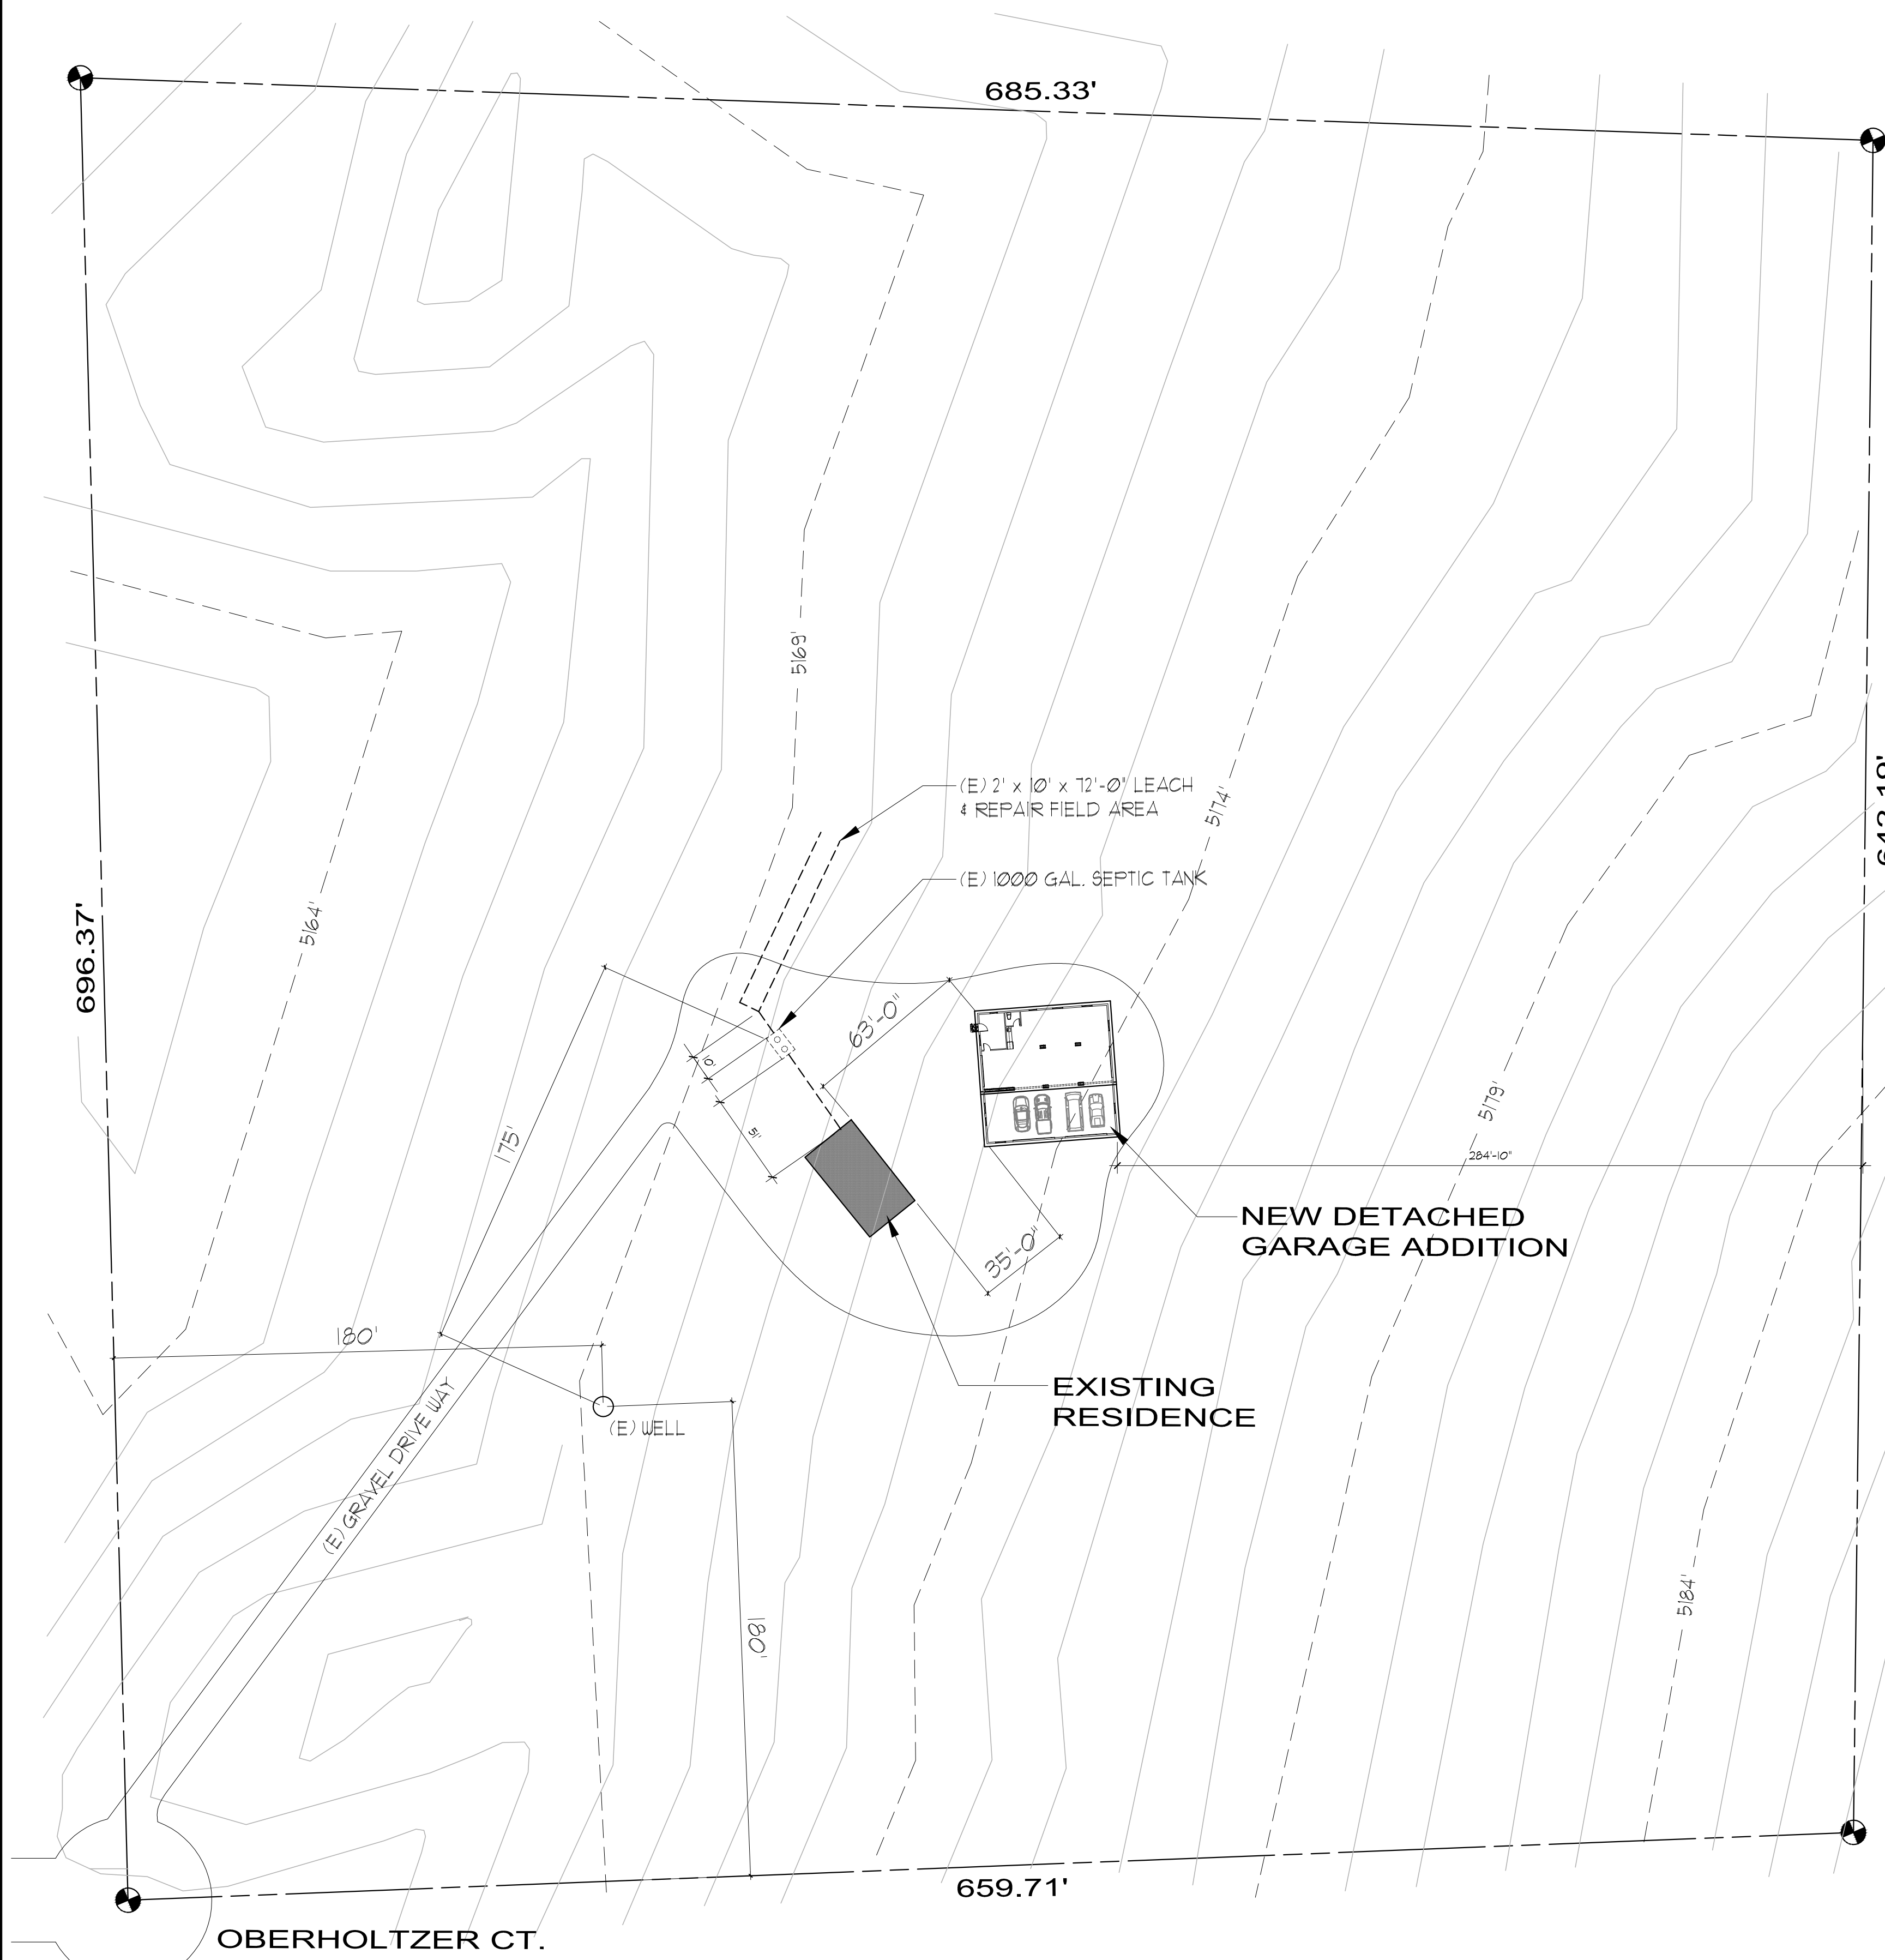 685.33'
5169'
(E) 2' x 10' x 72'-0" LEACH
& REPAIR FIELD AREA
5174'
(E) 1000 GAL. SEPTIC TANK
5164'
696.37'
63'-0"
10'
5179'
51'
175'
284'-10"
NEW DETACHED
GARAGE ADDITION
35'-0"
180'
EXISTING
RESIDENCE
(E) WELL
(E) GRAVEL DRIVE WAY
5184'
180'
659.71'
OBERHOLTZER CT.